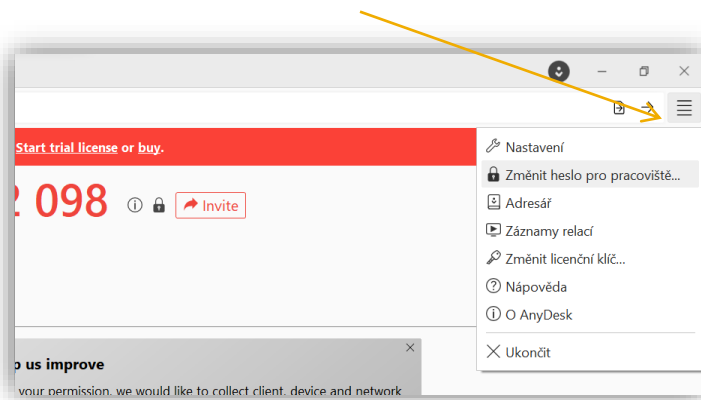 Start trial license or buy.
2 098
Invite
Nastavení
Změnit heslo pro pracoviště...
Adresář
Záznamy relací
Změnit licenční klíč...
Nápověda
O AnyDesk
Ukončit
us improve
your permission, we would like to collect client, device and network